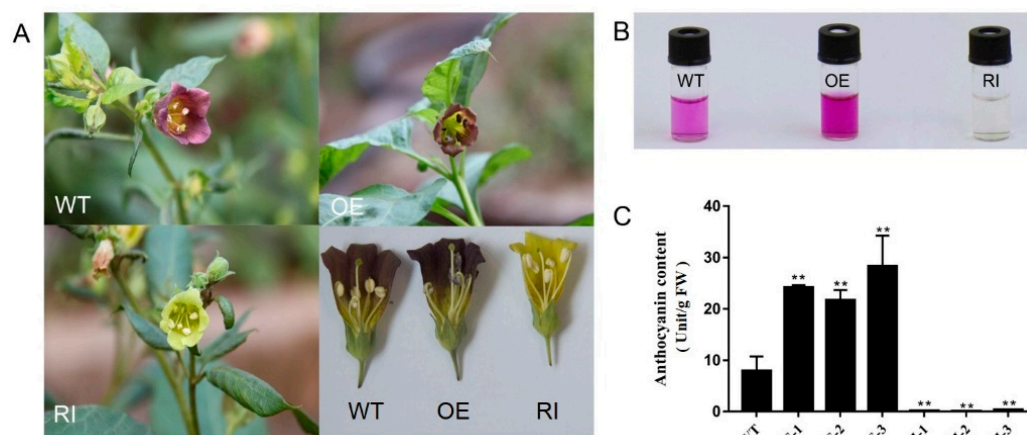 A
WT
OE
RI
WT OE RI
B
WT OE RI
C
Anthocyanin content
( Unit/g FW )
40
30
20
10
0
** ** ** ** ** **